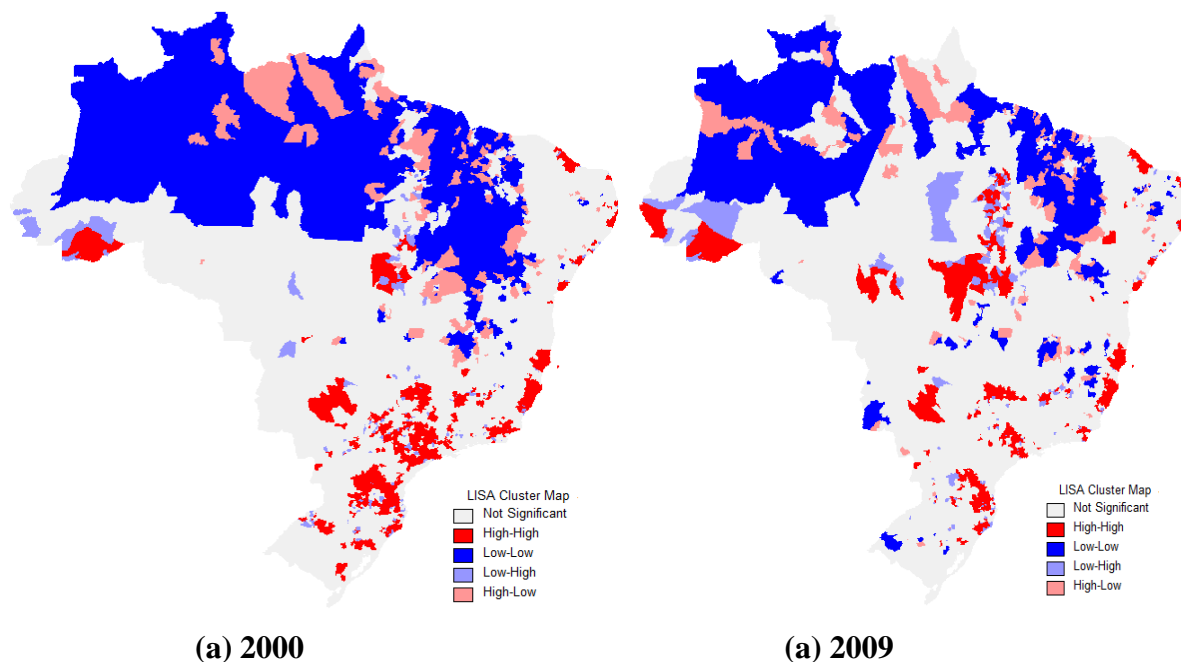 LISA Cluster Map
Not Significant
High-High
Low-Low
Low-High
High-Low
LISA Cluster Map
Not Significant
High-High
Low-Low
Low-High
High-Low
(a) 2000
(a) 2009